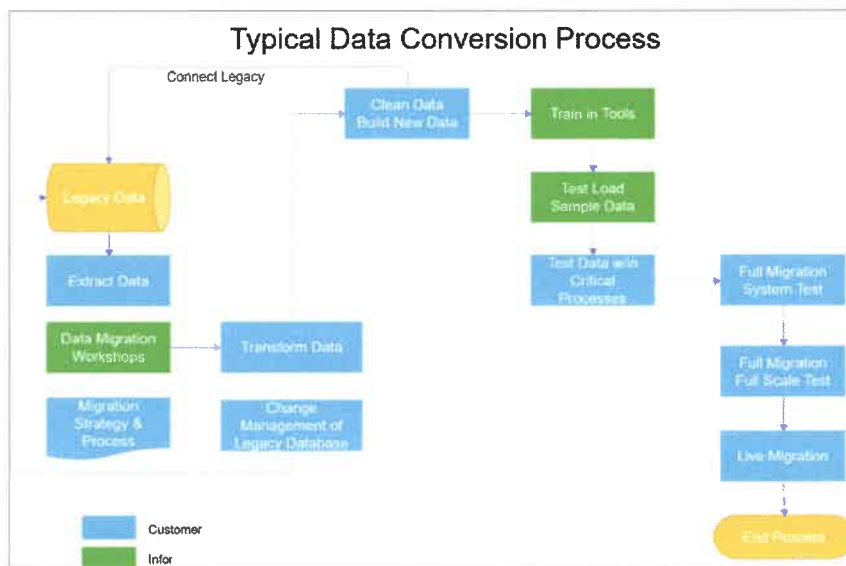 Typical Data Conversion Process
Connect Legacy
Clean Data
Build New Data
Train in Tools
Legacy Data
Test Load
Sample Data
Extract Data
Test Data w/in
Critical
Processes
Full Migration
System Test
Data Migration
Workshops
Transform Data
Full Migration
Full Scale Test
Migration
Strategy &
Process
Change
Management of
Legacy Database
Live Migration
Customer
End Process
Infor